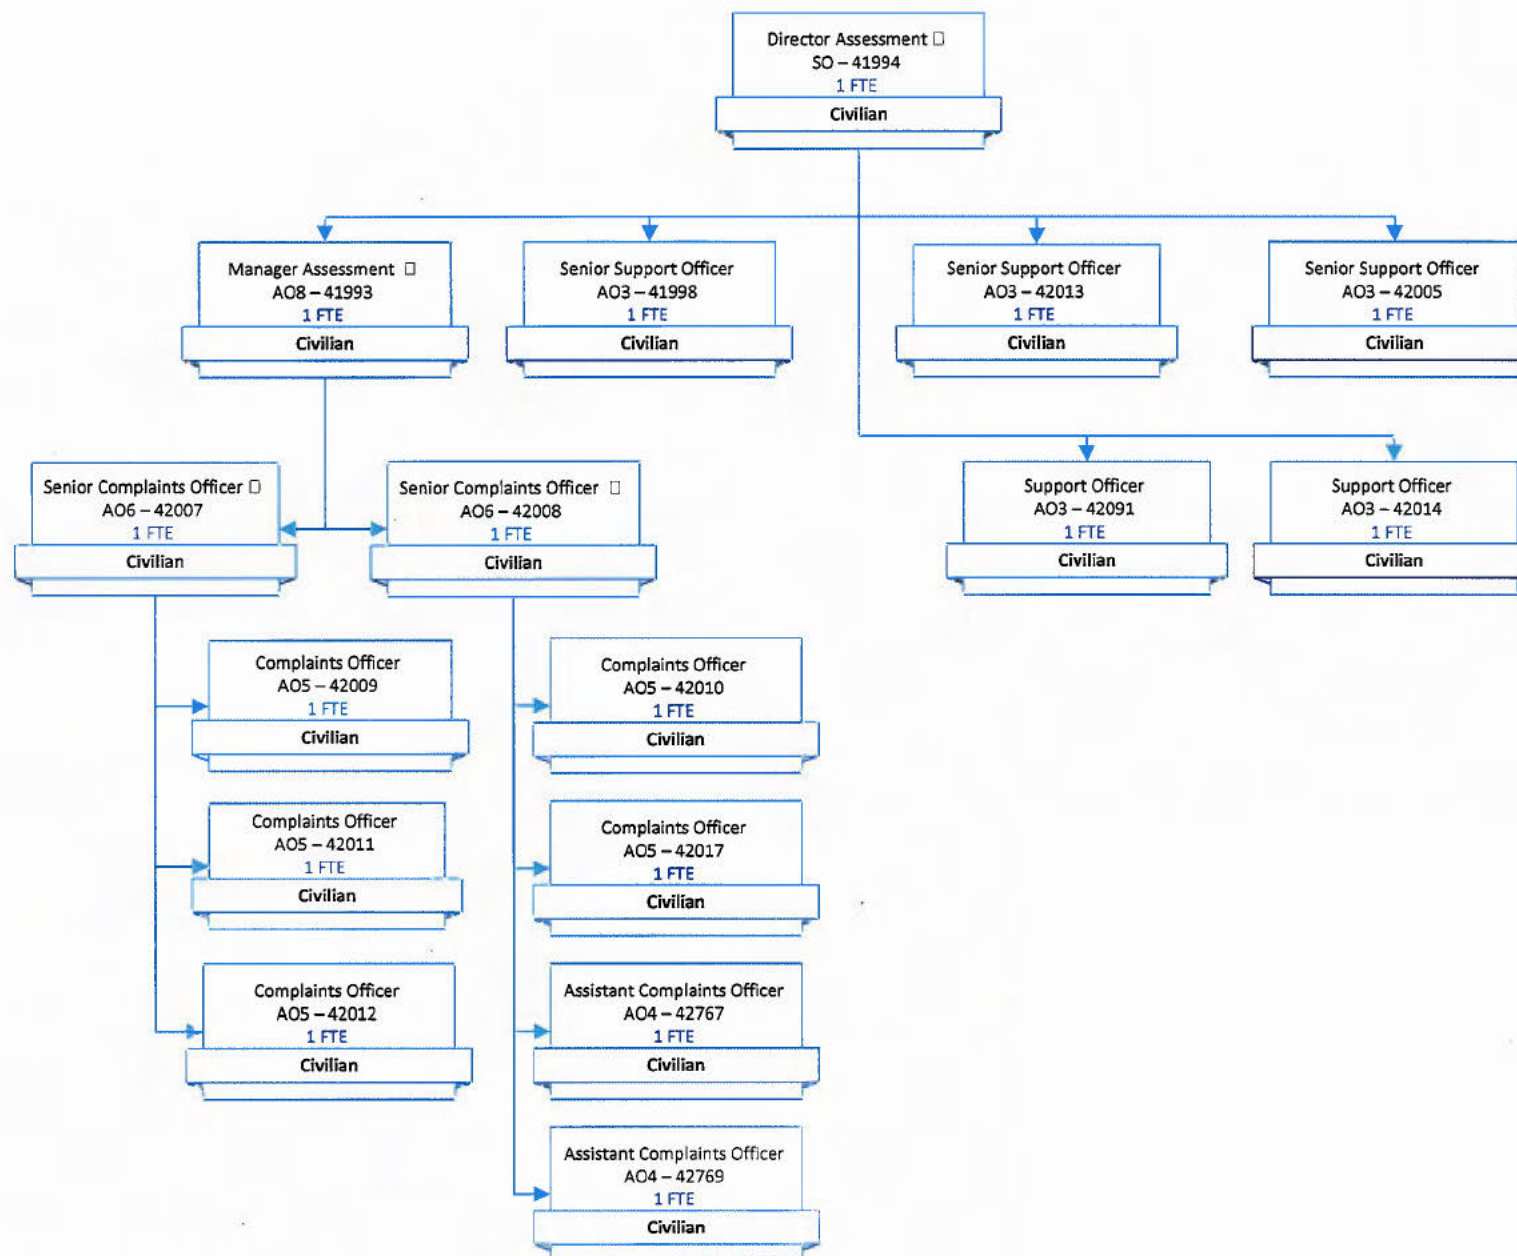 Director Assessment □
SO – 41994
1 FTE
Civilian
Manager Assessment □
AO8 – 41993
1 FTE
Civilian
Senior Support Officer
AO3 – 41998
1 FTE
Civilian
Senior Support Officer
AO3 – 42013
1 FTE
Civilian
Senior Support Officer
AO3 – 42005
1 FTE
Civilian
Senior Complaints Officer □
AO6 – 42007
1 FTE
Civilian
Senior Complaints Officer □
AO6 – 42008
1 FTE
Civilian
Support Officer
AO3 – 42091
1 FTE
Civilian
Support Officer
AO3 – 42014
1 FTE
Civilian
Complaints Officer
AO5 – 42009
1 FTE
Civilian
Complaints Officer
AO5 – 42011
1 FTE
Civilian
Complaints Officer
AO5 – 42012
1 FTE
Civilian
Complaints Officer
AO5 – 42010
1 FTE
Civilian
Complaints Officer
AO5 – 42017
1 FTE
Civilian
Assistant Complaints Officer
AO4 – 42767
1 FTE
Civilian
Assistant Complaints Officer
AO4 – 42769
1 FTE
Civilian